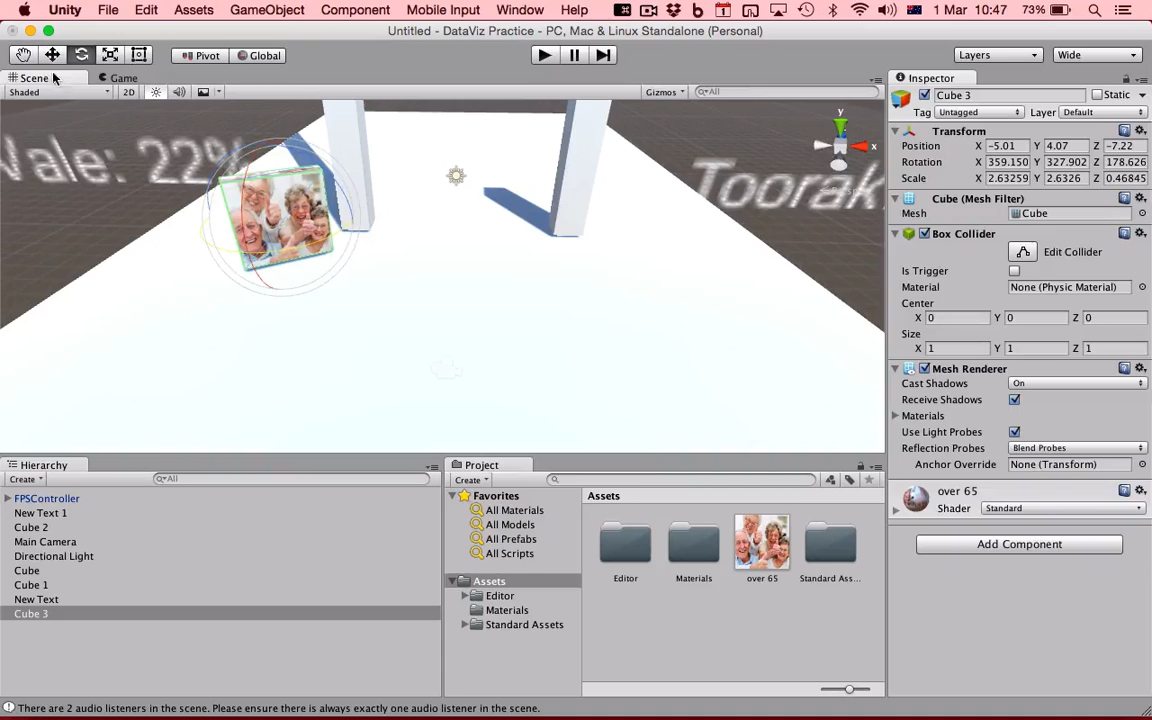 Unity File Edit Assets GameObject Component Mobile Input Window Help 1 Mar 10:47 73%
Untitled - DataViz Practice - PC, Mac & Linux Standalone (Personal)
Pivot Global Layers Wide
Scene Game
Shaded 2D Gizmos All
Vale: 22%
Toorak
y
x
Inspector
Cube 3 Static
Tag Untagged Layer Default
Transform
Position X -5.01 Y 4.07 Z -7.22
Rotation X 359.150 Y 327.902 Z 178.626
Scale X 2.63259 Y 2.6326 Z 0.46845
Cube (Mesh Filter)
Mesh Cube
Box Collider
Edit Collider
Is Trigger
Material None (Physic Material)
Center
X 0 Y 0 Z 0
Size
X 1 Y 1 Z 1
Mesh Renderer
Cast Shadows On
Receive Shadows
Materials
Use Light Probes
Reflection Probes Blend Probes
Anchor Override None (Transform)
over 65
Shader Standard
Add Component
Hierarchy
Create All
FPSController
New Text 1
Cube 2
Main Camera
Directional Light
Cube
Cube 1
New Text
Cube 3
Project
Create
Favorites
All Materials
All Models
All Prefabs
All Scripts
Assets
Editor
Materials
Standard Assets
Assets
Editor Materials over 65 Standard Ass...
There are 2 audio listeners in the scene. Please ensure there is always exactly one audio listener in the scene.